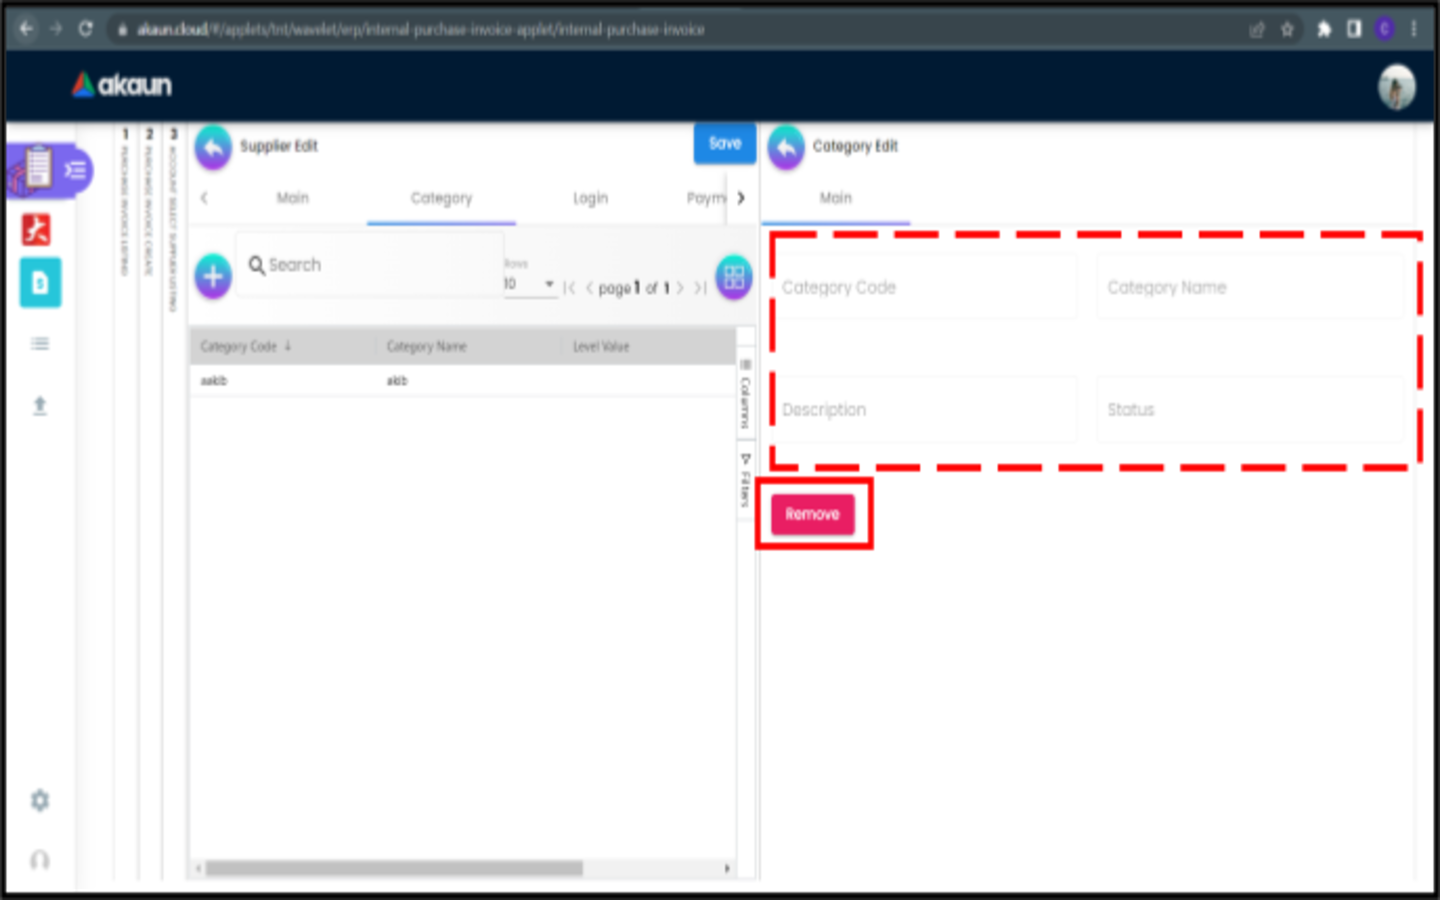 akaun.cloud/#/applets/tnt/wavelet/erp/internal-purchase-invoice-applet/internal-purchase-invoice
C
akaun
1 PURCHASE INVOICE LISTING
2 PURCHASE INVOICE CREATE
3 ACCOUNT SELECT SUPPLIER LISTING
Supplier Edit
Save
Main
Category
Login
Paym
Search
Rows
10
page 1 of 1
Category Code
Category Name
Level Value
aakib
akib
Columns
Filters
Category Edit
Main
Category Code
Category Name
Description
Status
Remove